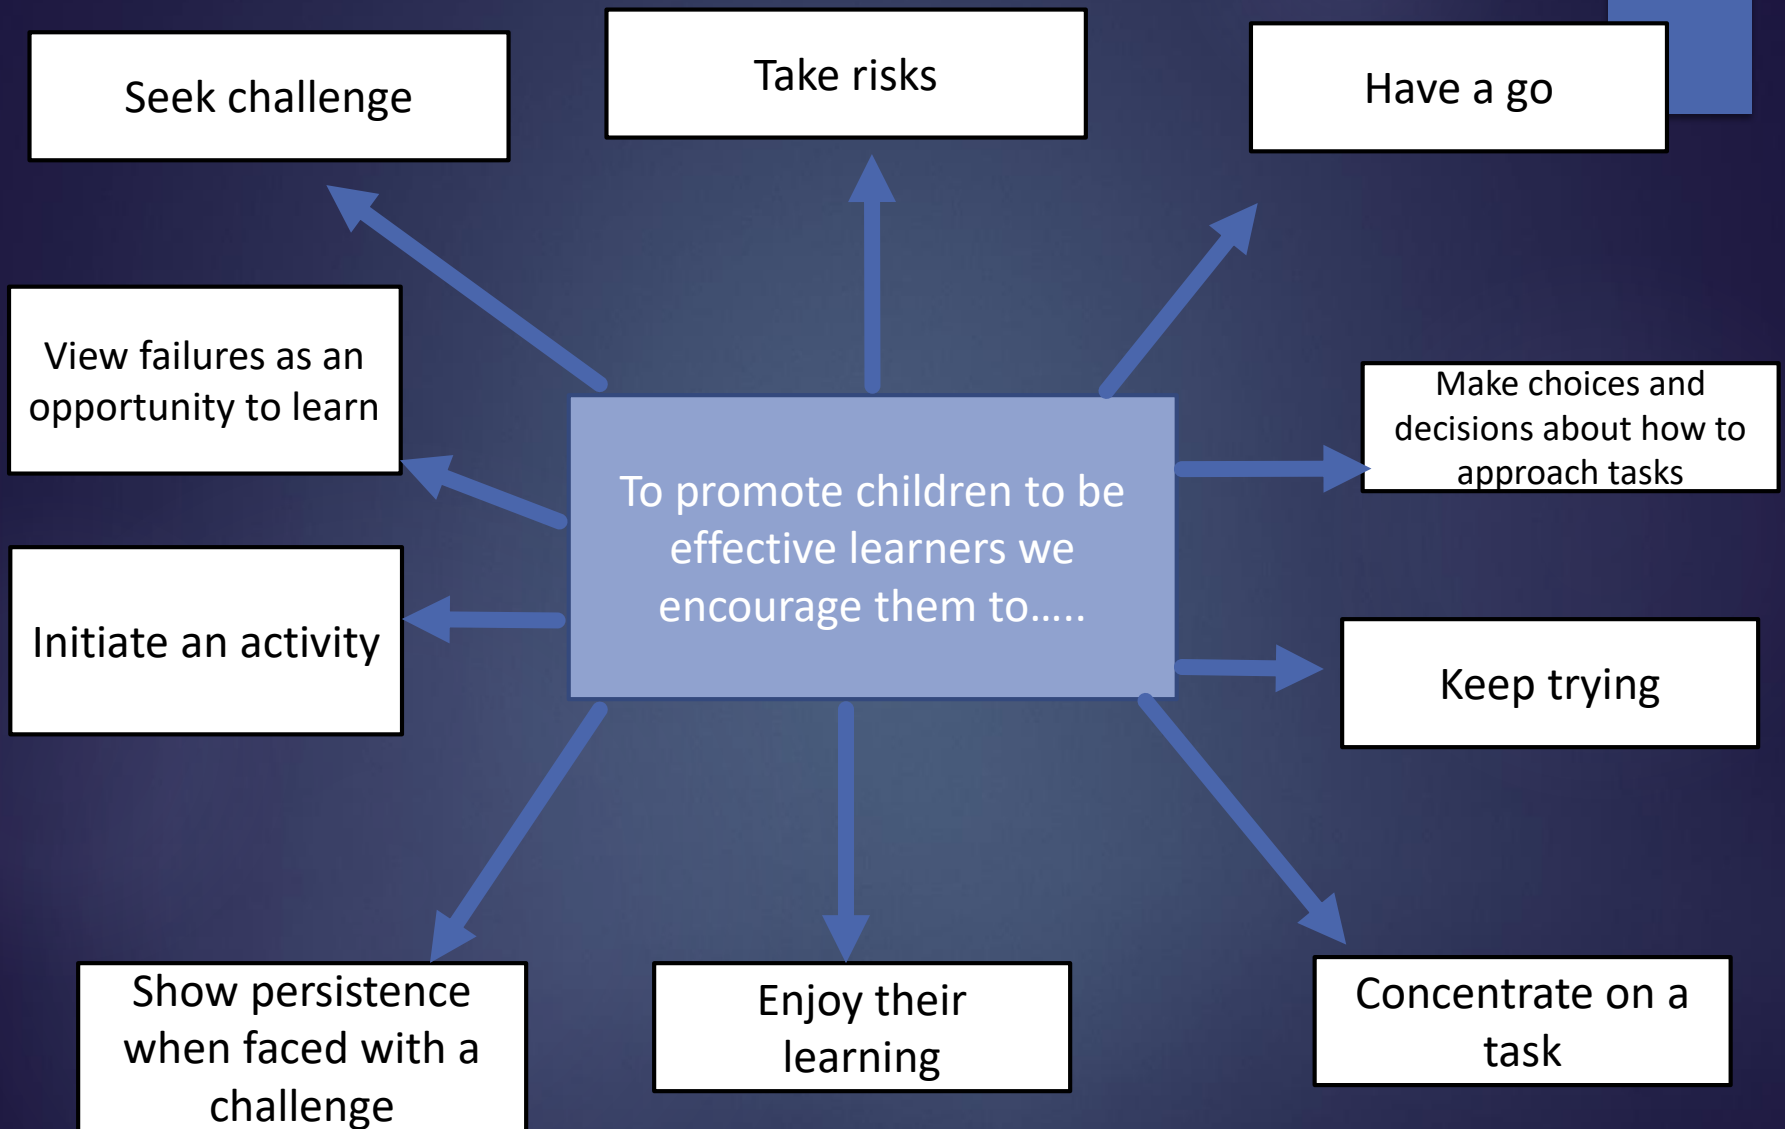 Seek challenge
Take risks
Have a go
View failures as an
opportunity to learn
Make choices and
decisions about how to
approach tasks
To promote children to be
effective learners we
encourage them to.....
Initiate an activity
Keep trying
Show persistence
when faced with a
challenge
Enjoy their
learning
Concentrate on a
task